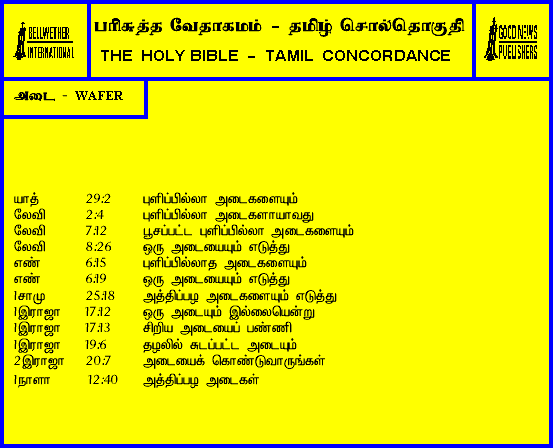 BELLWETHER
INTERNATIONAL
பரிசுத்த வேதாகமம் - தமிழ் சொல்தொகுதி
THE HOLY BIBLE - TAMIL CONCORDANCE
GOOD NEWS
PUBLISHERS
அடை - WAFER
யாத் 29:2 புளிப்பில்லா அடைகளையும்
லேவி 2:4 புளிப்பில்லா அடைகளாயாவது
லேவி 7:12 பூசப்பட்ட புளிப்பில்லா அடைகளையும்
லேவி 8:26 ஒரு அடையையும் எடுத்து
எண் 6:15 புளிப்பில்லாத அடைகளையும்
எண் 6:19 ஒரு அடையையும் எடுத்து
1சாமு 25:18 அத்திப்பழ அடைகளையும் எடுத்து
1இராஜா 17:12 ஒரு அடையும் இல்லையென்று
1இராஜா 17:13 சிறிய அடையைப் பண்ணி
1இராஜா 19:6 தழலில் சுடப்பட்ட அடையும்
2இராஜா 20:7 அடையைக் கொண்டுவாருங்கள்
1நாளா 12:40 அத்திப்பழ அடைகள்